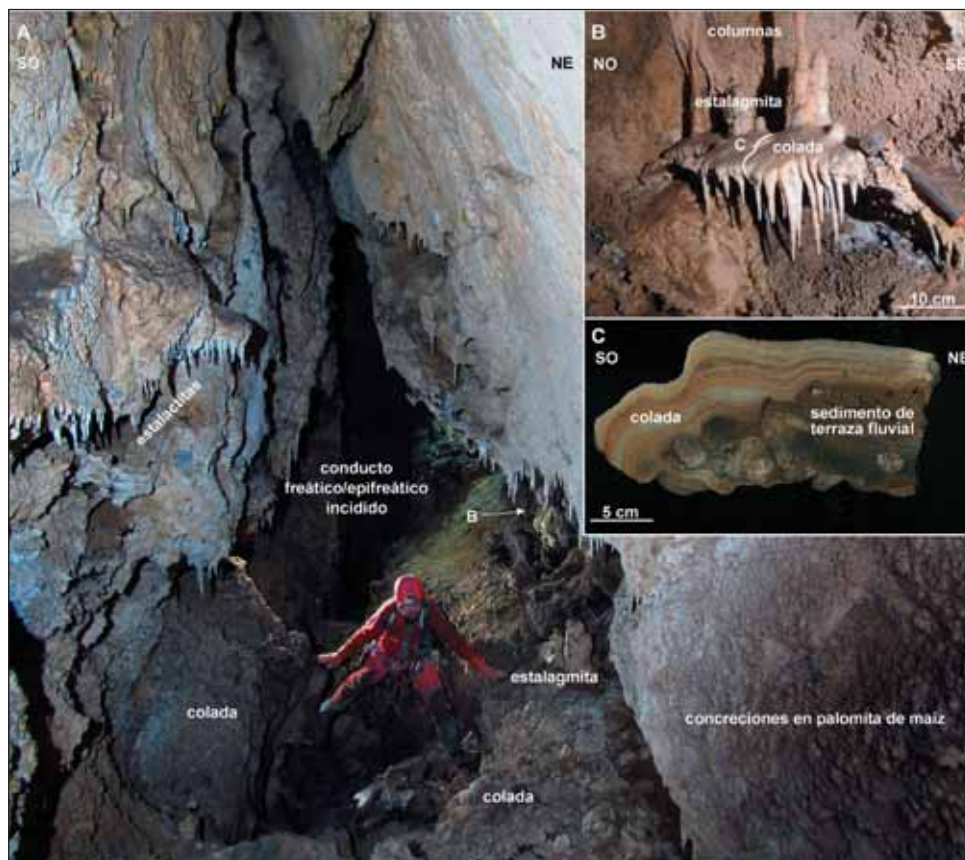 A
SO
NE
estalactitas
conducto
freático/epifreático
incidido
B
colada
estalagmita
colada
concreciones en palomita de maíz
B
NO
SE
columnas
estalagmita
C
colada
10 cm
C
SO
NE
colada
sedimento de
terraza fluvial
5 cm